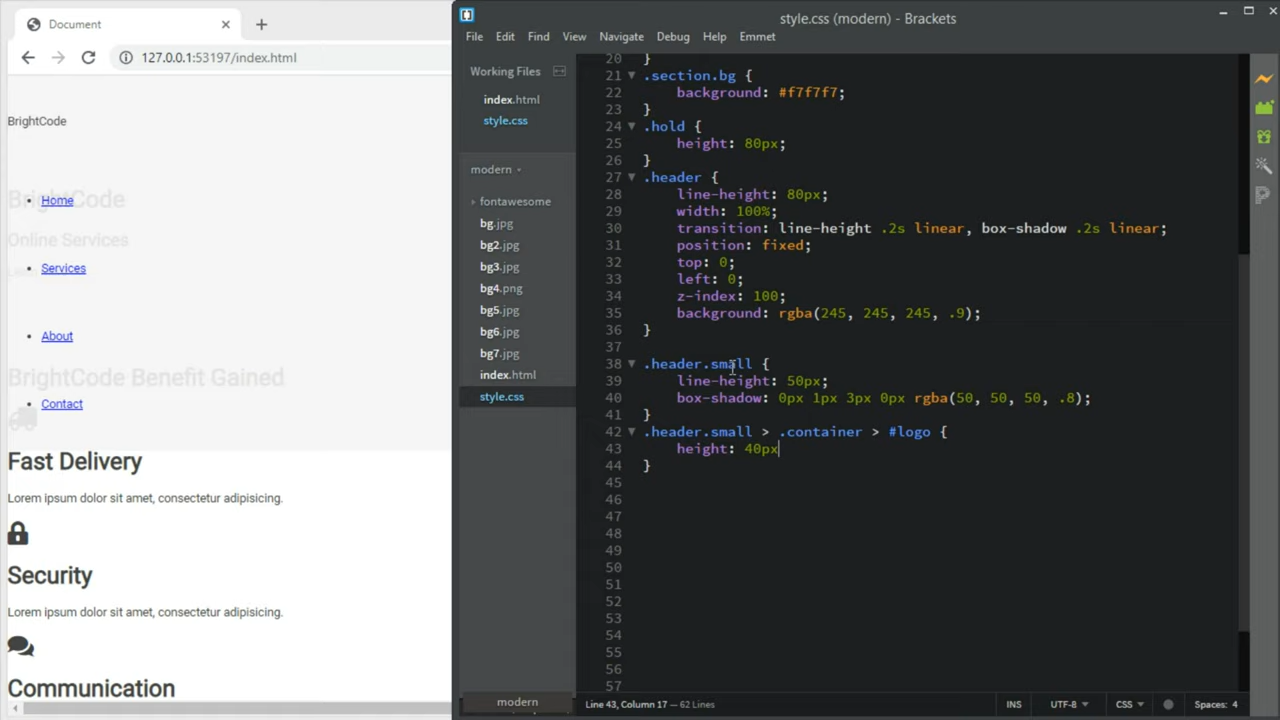 Document
127.0.0.1:53197/index.html
BrightCode
BrightCode
Home
Online Services
Services
About
BrightCode Benefit Gained
Contact
Fast Delivery
Lorem ipsum dolor sit amet, consectetur adipisicing.
Security
Lorem ipsum dolor sit amet, consectetur adipisicing.
Communication
style.css (modern) - Brackets
File Edit Find View Navigate Debug Help Emmet
Working Files
index.html
style.css
modern
fontawesome
bg.jpg
bg2.jpg
bg3.jpg
bg4.png
bg5.jpg
bg6.jpg
bg7.jpg
index.html
style.css
modern
20 }
21 .section.bg {
22 background: #f7f7f7;
23 }
24 .hold {
25 height: 80px;
26 }
27 .header {
28 line-height: 80px;
29 width: 100%;
30 transition: line-height .2s linear, box-shadow .2s linear;
31 position: fixed;
32 top: 0;
33 left: 0;
34 z-index: 100;
35 background: rgba(245, 245, 245, .9);
36 }
37
38 .header.small {
39 line-height: 50px;
40 box-shadow: 0px 1px 3px 0px rgba(50, 50, 50, .8);
41 }
42 .header.small > .container > #logo {
43 height: 40px
44 }
45
46
47
48
49
50
51
52
53
54
55
56
57
Line 43, Column 17 — 62 Lines
INS UTF-8 CSS Spaces: 4